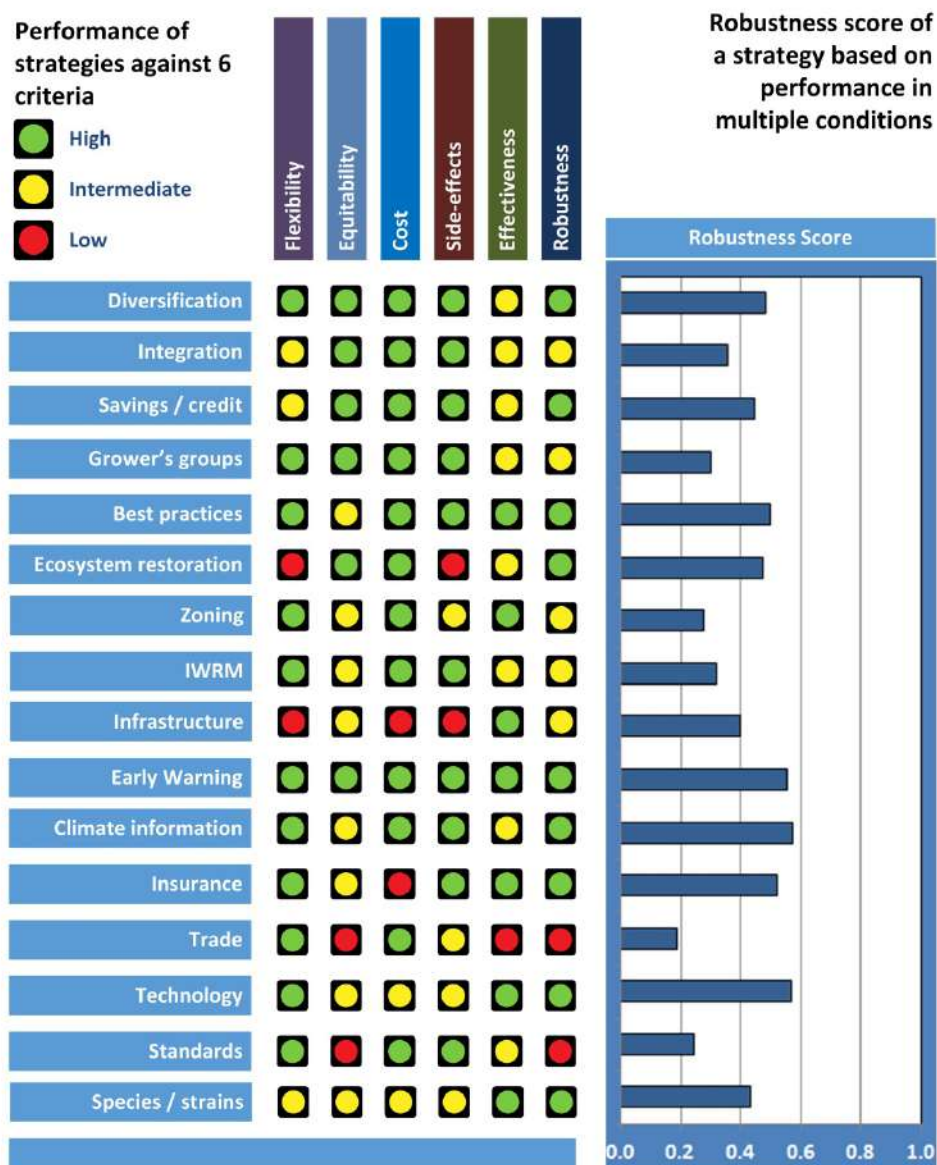 Performance of
strategies against 6
criteria
High
Intermediate
Low
Flexibility
Equitability
Cost
Side-effects
Effectiveness
Robustness
Robustness score of
a strategy based on
performance in
multiple conditions
Robustness Score
Diversification
Integration
Savings / credit
Grower's groups
Best practices
Ecosystem restoration
Zoning
IWRM
Infrastructure
Early Warning
Climate information
Insurance
Trade
Technology
Standards
Species / strains
0.0 0.2 0.4 0.6 0.8 1.0